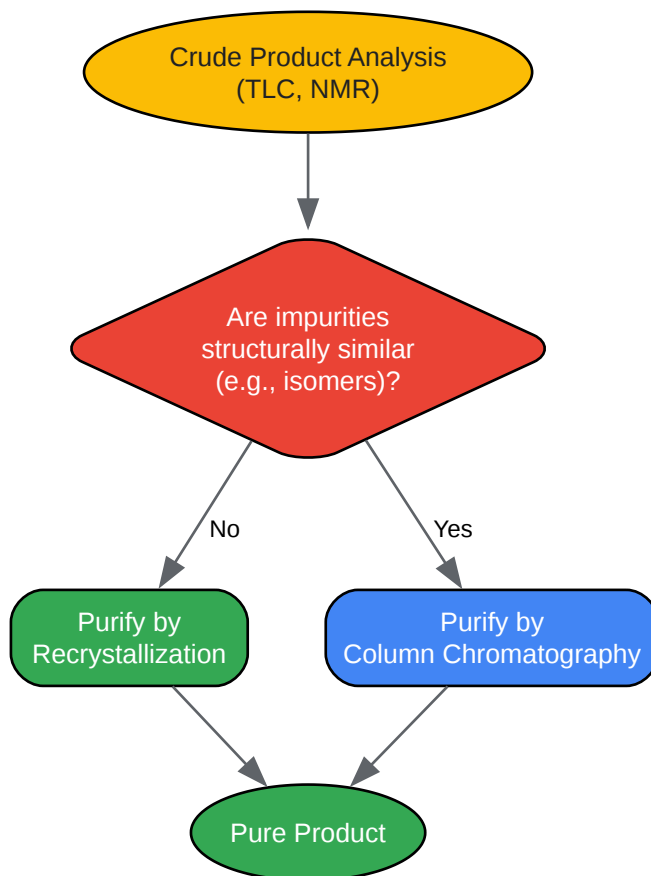 Crude Product Analysis
(TLC, NMR)
Are impurities
structurally similar
(e.g., isomers)?
No
Yes
Purify by
Recrystallization
Purify by
Column Chromatography
Pure Product